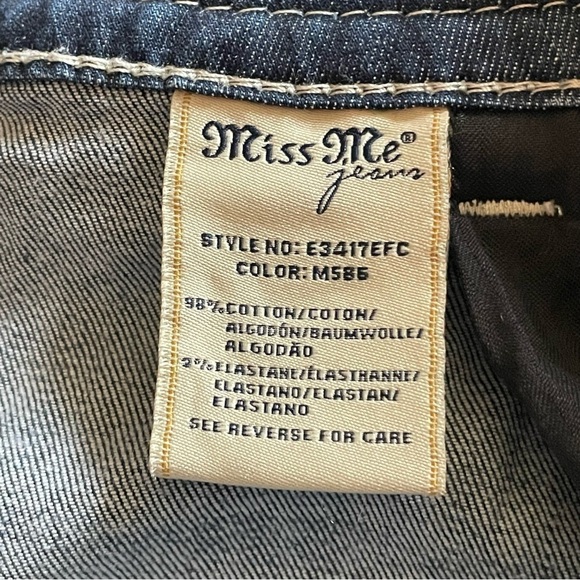 Miss Me®
jeans
STYLE NO: E3417EFC
COLOR: M586
98% COTTON/COTON/
ALGODÓN/BAUMWOLLE/
ALGODÃO
2% ELASTANE/ÉLASTHANNE/
ELASTANO/ELASTAN/
ELASTANO
SEE REVERSE FOR CARE